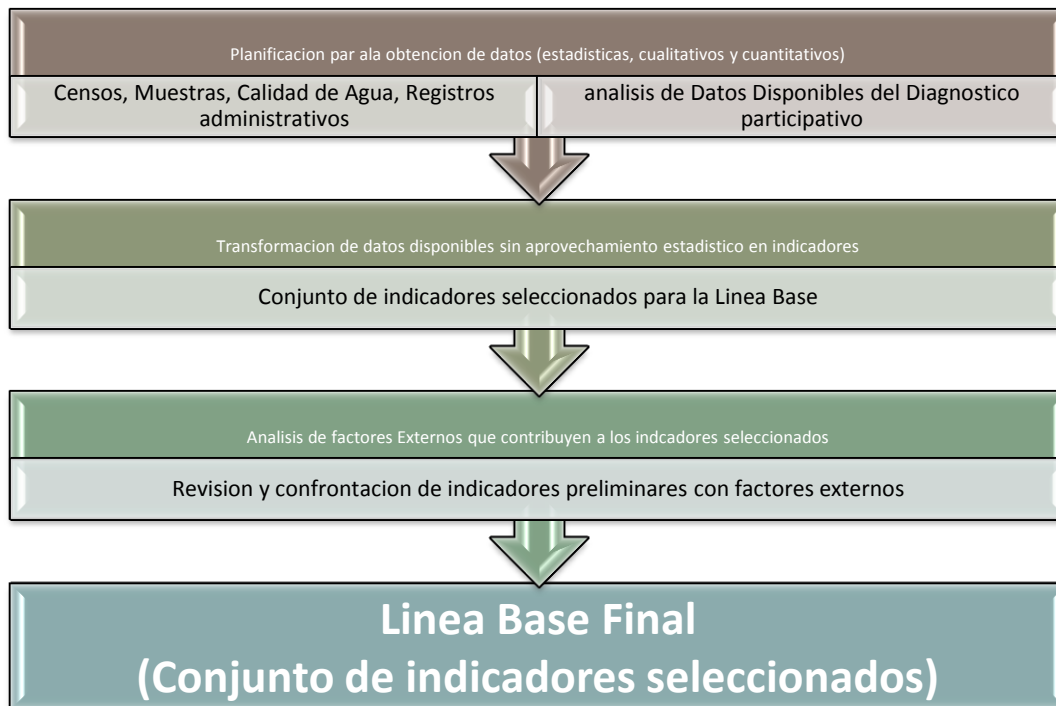 Planificacion par ala obtencion de datos (estadisticas, cualitativos y cuantitativos)
Censos, Muestras, Calidad de Agua, Registros
administrativos
analisis de Datos Disponibles del Diagnostico
participativo
Transformacion de datos disponibles sin aprovechamiento estadistico en indicadores
Conjunto de indicadores seleccionados para la Linea Base
Analisis de factores Externos que contribuyen a los indcadores seleccionados
Revision y confrontacion de indicadores preliminares con factores externos
Linea Base Final
(Conjunto de indicadores seleccionados)